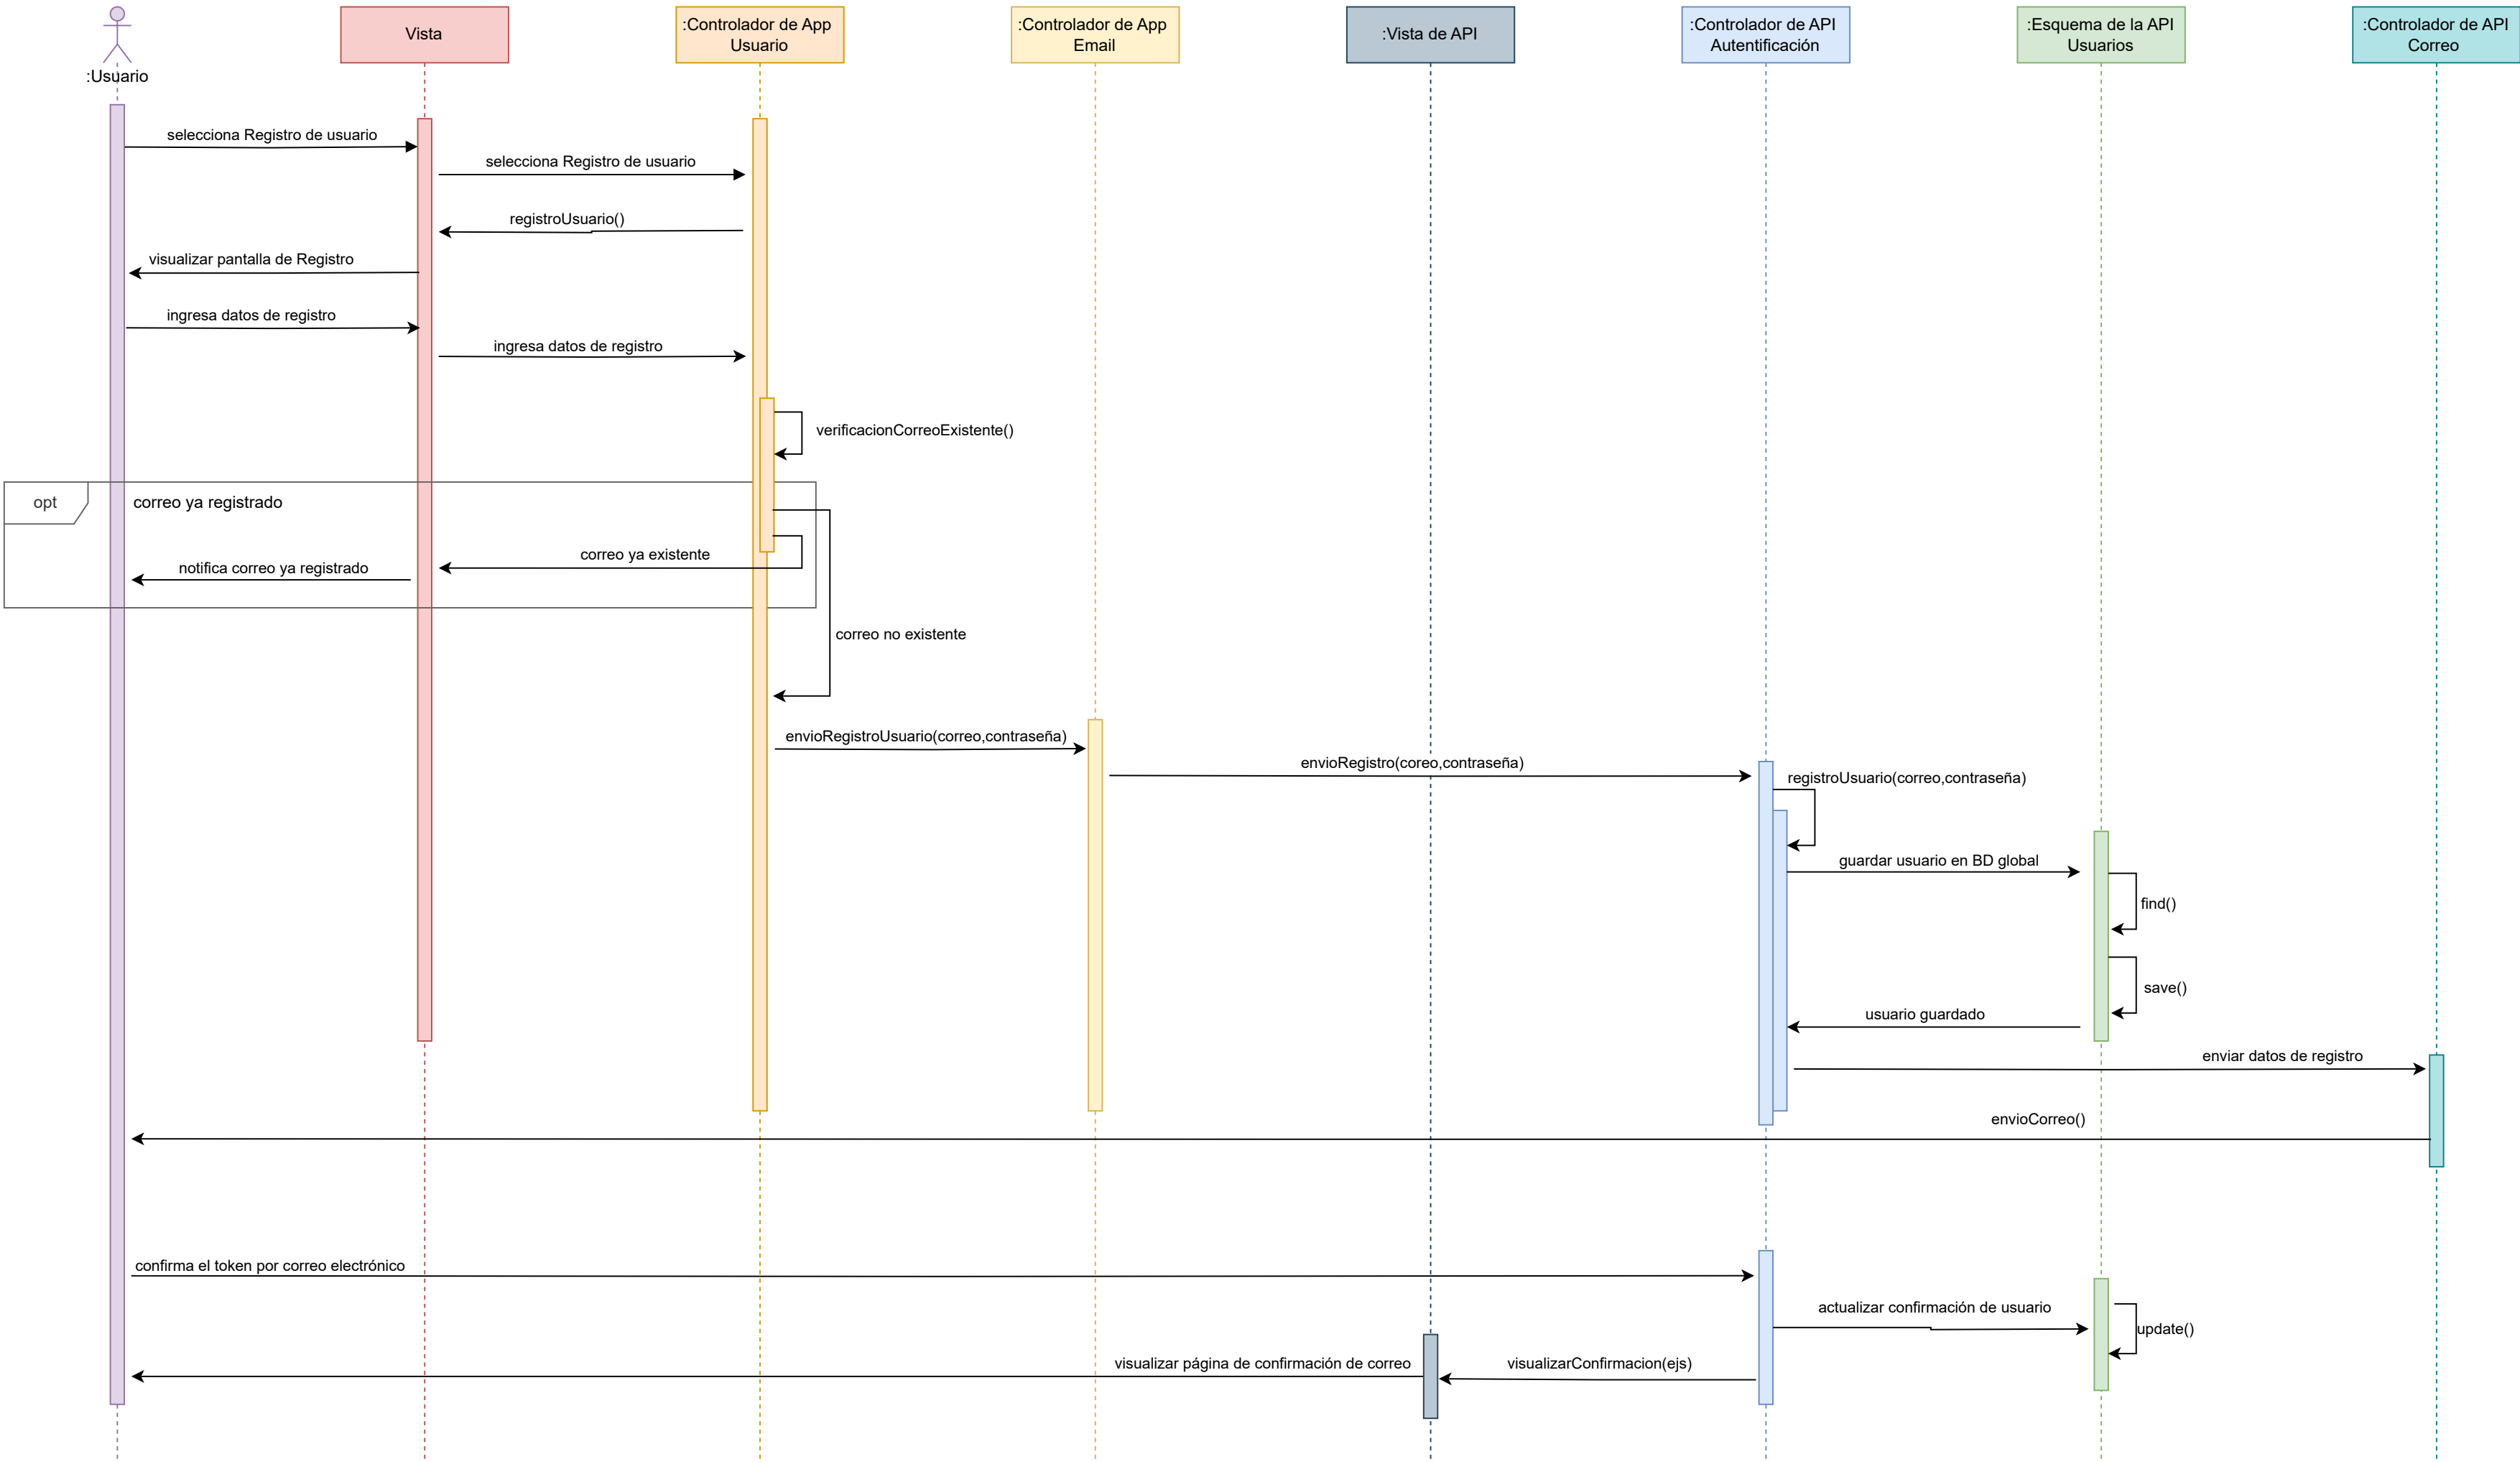 :Usuario
Vista
:Controlador de App
Usuario
:Controlador de App
Email
:Vista de API
:Controlador de API
Autentificación
:Esquema de la API
Usuarios
:Controlador de API
Correo
selecciona Registro de usuario
selecciona Registro de usuario
registroUsuario()
visualizar pantalla de Registro
ingresa datos de registro
ingresa datos de registro
verificacionCorreoExistente()
opt
correo ya registrado
correo ya existente
notifica correo ya registrado
correo no existente
envioRegistroUsuario(correo,contraseña)
envioRegistro(coreo,contraseña)
registroUsuario(correo,contraseña)
guardar usuario en BD global
find()
save()
usuario guardado
enviar datos de registro
envioCorreo()
confirma el token por correo electrónico
actualizar confirmación de usuario
update()
visualizar página de confirmación de correo
visualizarConfirmacion(ejs)